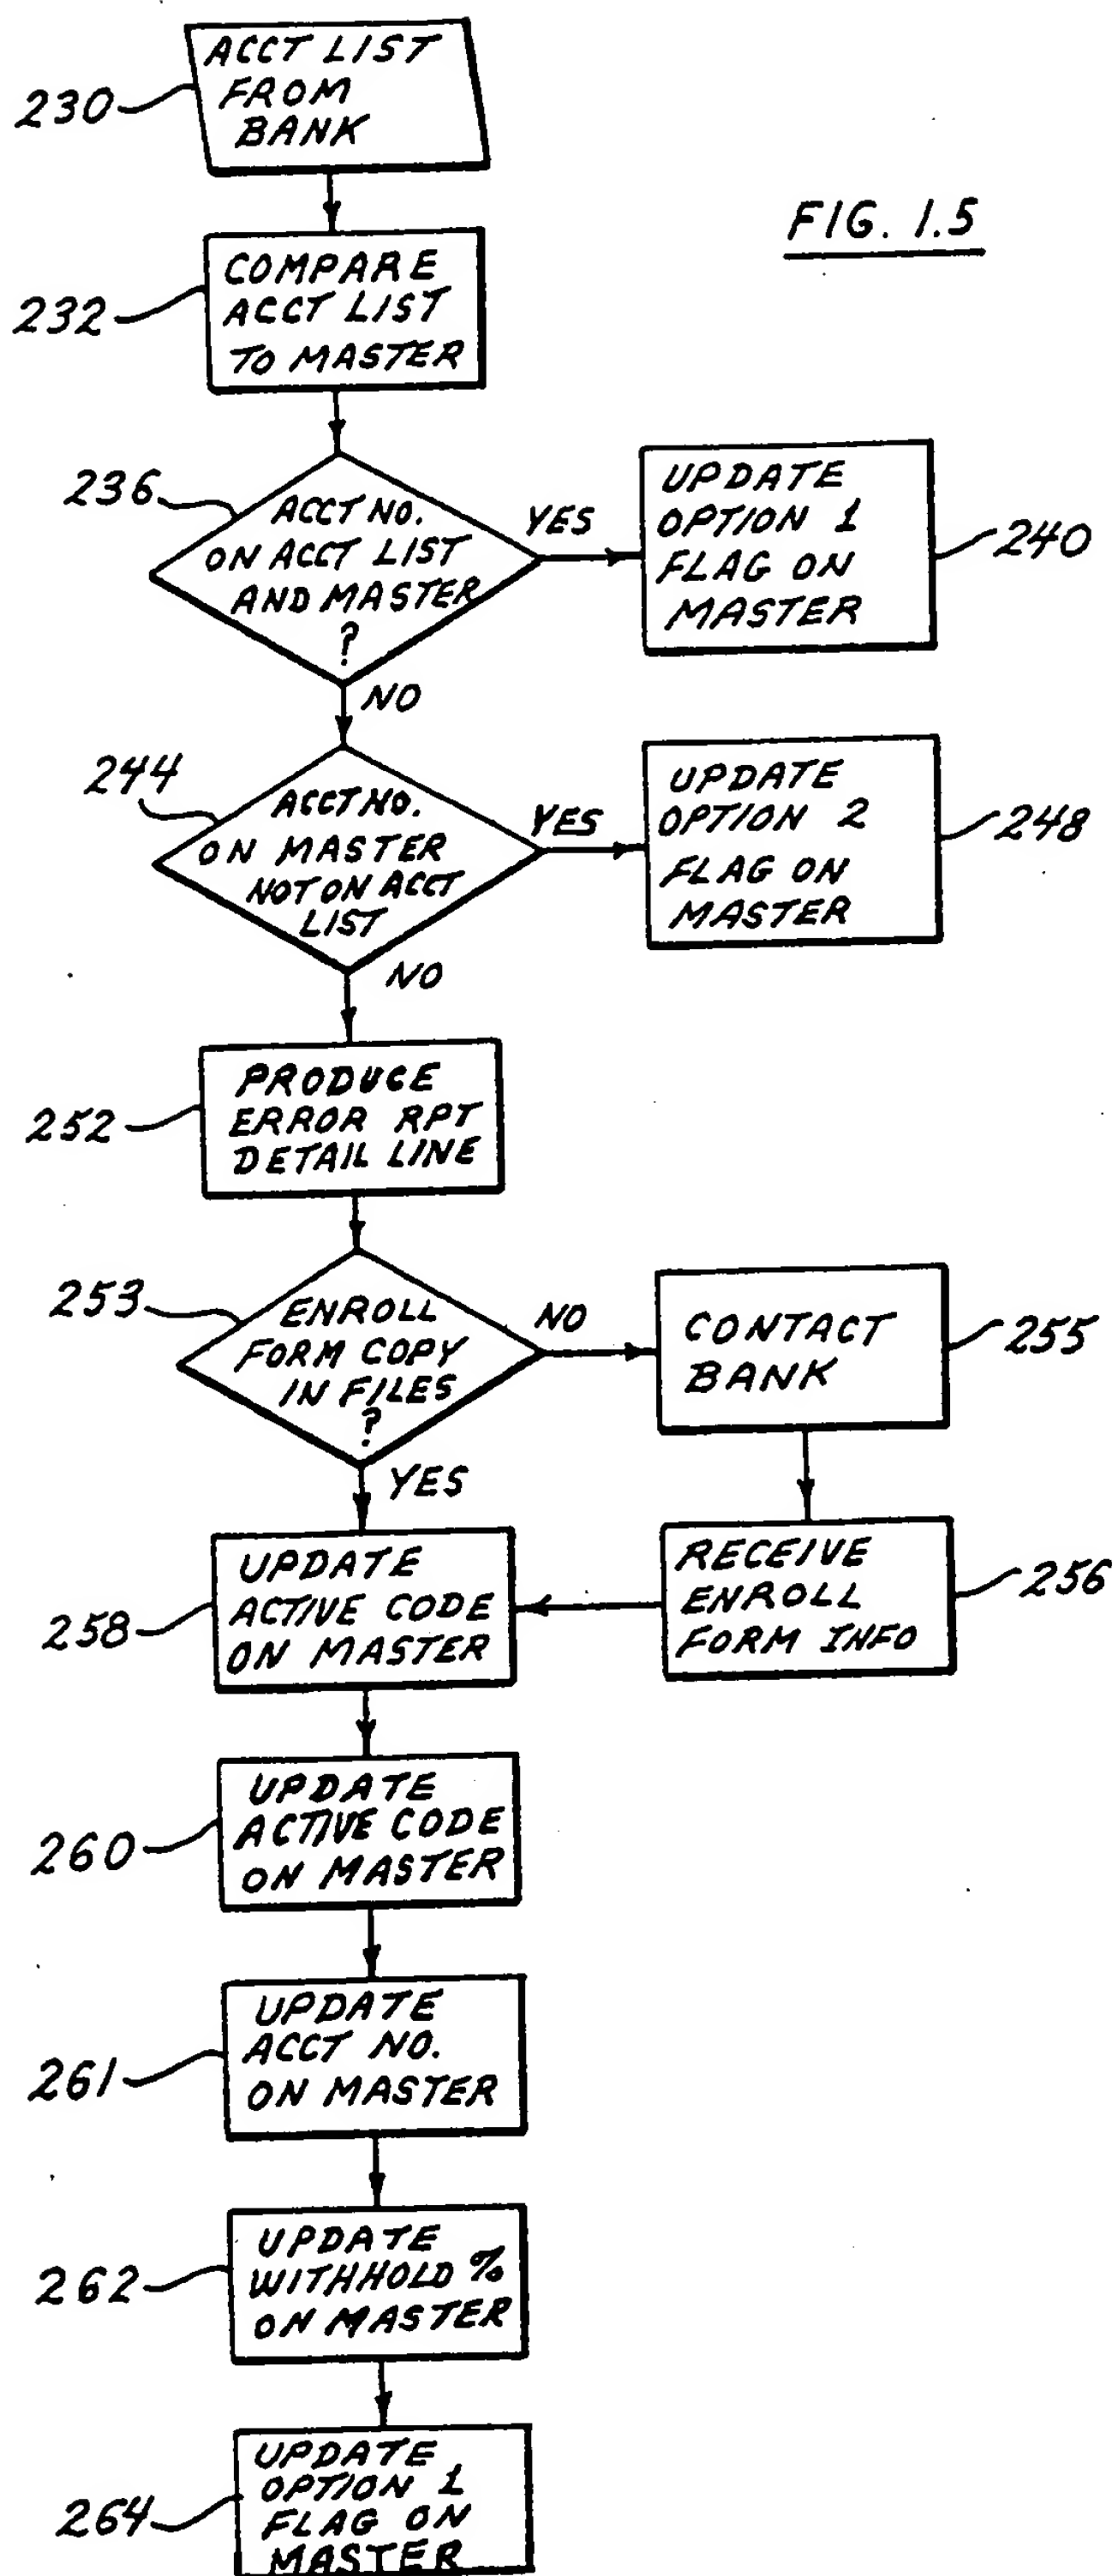 ACCT LIST
FROM
BANK
230
FIG. 1.5
COMPARE
ACCT LIST
TO MASTER
232
236
ACCT NO.
ON ACCT LIST
AND MASTER
?
YES
NO
UPDATE
OPTION 1
FLAG ON
MASTER
240
244
ACCT NO.
ON MASTER
NOT ON ACCT
LIST
YES
NO
UPDATE
OPTION 2
FLAG ON
MASTER
248
PRODUCE
ERROR RPT
DETAIL LINE
252
253
ENROLL
FORM COPY
IN FILES
?
NO
YES
CONTACT
BANK
255
RECEIVE
ENROLL
FORM INFO
256
UPDATE
ACTIVE CODE
ON MASTER
258
UPDATE
ACTIVE CODE
ON MASTER
260
UPDATE
ACCT NO.
ON MASTER
261
UPDATE
WITHHOLD %
ON MASTER
262
UPDATE
OPTION 1
FLAG ON
MASTER
264